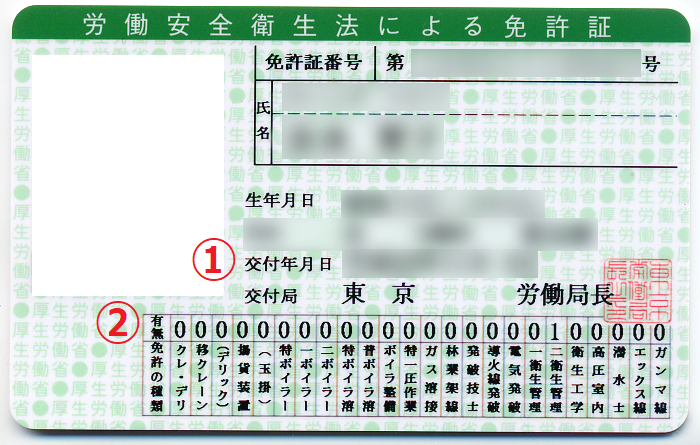 労働安全衛生法による免許証
免許証番号 第 号
氏名
生年月日
①
交付年月日
交付局 東京 労働局長
②
有無 0 0 0 0 0 0 0 0 0 0 0 0 0 0 0 0 0 1 0 0 0 0 0
免許の種類
クレ・デリ
移クレーン
(デリック)
揚貨装置
(玉掛)
特ボイラー
一ボイラー
二ボイラー
特ボイラ溶
普ボイラ溶
ボイラ整備
特一圧作業
ガス溶接
林業架線
発破技士
導火線発破
電気発破
一衛生管理
二衛生管理
衛生工学
高圧室内
潜水士
エックス線
ガンマ線